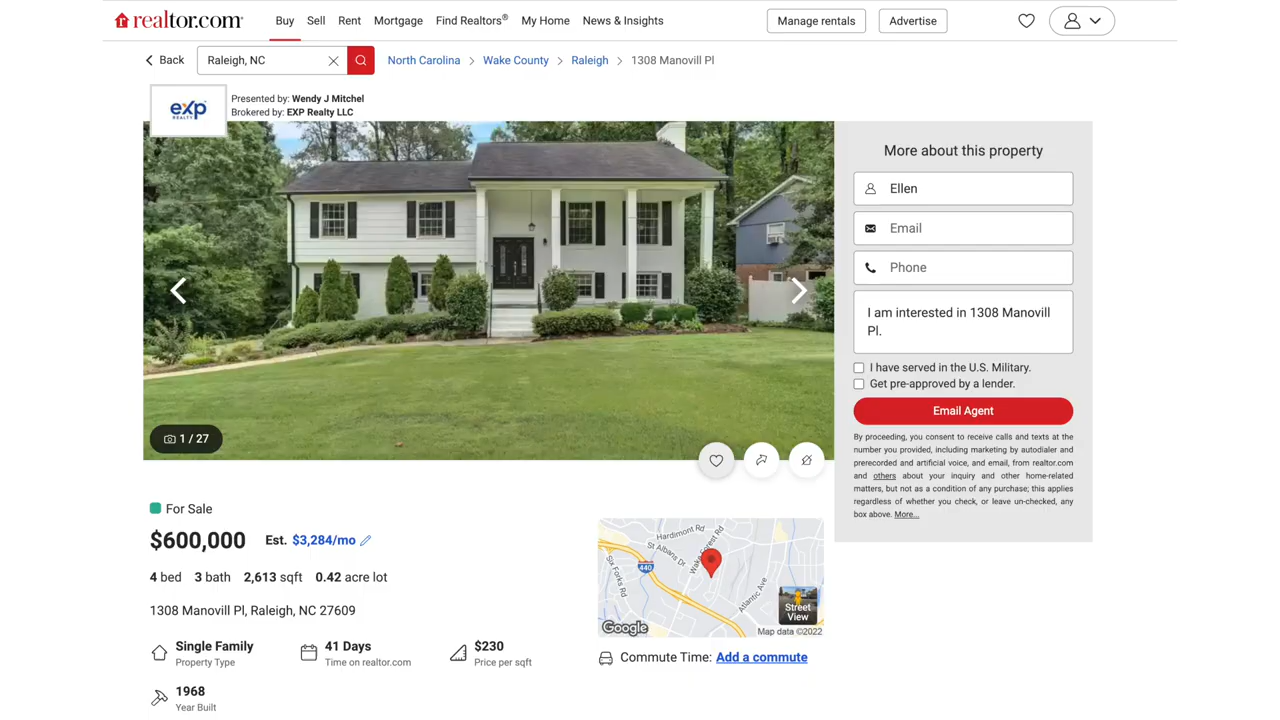 realtor.com
Buy Sell Rent Mortgage Find Realtors® My Home News & Insights Manage rentals Advertise
Back Raleigh, NC North Carolina > Wake County > Raleigh > 1308 Manovill Pl
exp
REALTY
Presented by: Wendy J Mitchel
Brokered by: EXP Realty LLC
1 / 27
More about this property
Ellen
Email
Phone
I am interested in 1308 Manovill
Pl.
I have served in the U.S. Military.
Get pre-approved by a lender.
Email Agent
By proceeding, you consent to receive calls and texts at the
number you provided, including marketing by autodialer and
prerecorded and artificial voice, and email, from realtor.com
and others about your inquiry and other home-related
matters, but not as a condition of any purchase; this applies
regardless of whether you check, or leave un-checked, any
box above. More...
For Sale
$600,000 Est. $3,284/mo
4 bed 3 bath 2,613 sqft 0.42 acre lot
1308 Manovill Pl, Raleigh, NC 27609
Single Family
Property Type
41 Days
Time on realtor.com
$230
Price per sqft
1968
Year Built
Hardimont Rd
St Albans Dr
Wake Forest Rd
Six Forks Rd
440
Atlantic Ave
Street
View
Google
Map data ©2022
Commute Time: Add a commute